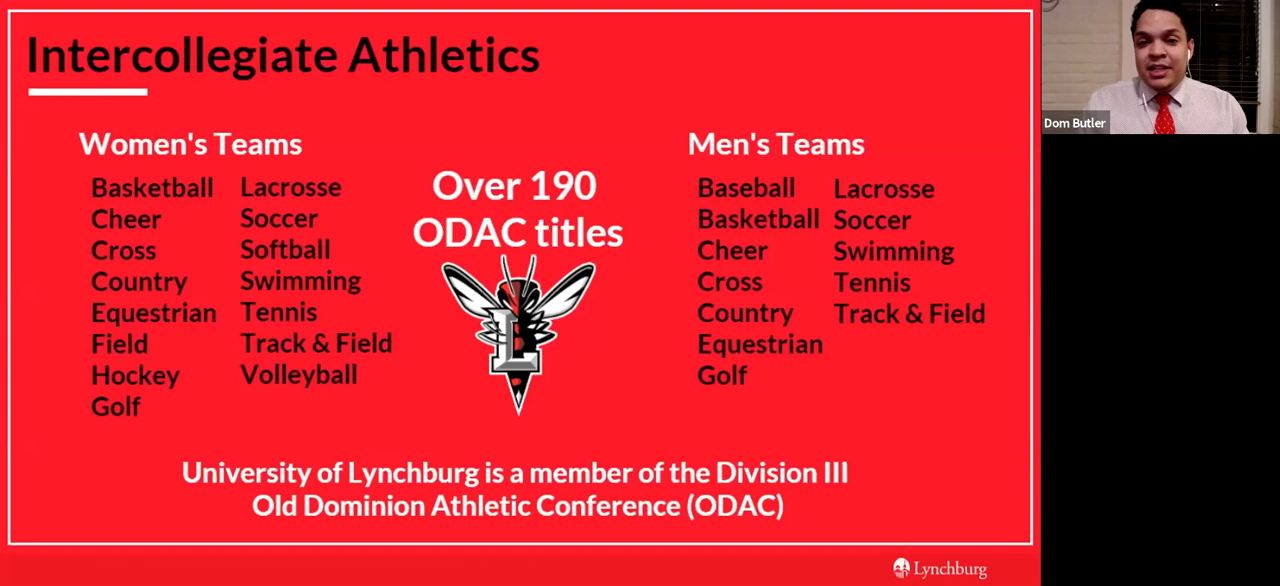 Intercollegiate Athletics
Women's Teams
Basketball
Cheer
Cross
Country
Equestrian
Field
Hockey
Golf
Lacrosse
Soccer
Softball
Swimming
Tennis
Track & Field
Volleyball
Over 190
ODAC titles
L
Men's Teams
Baseball
Basketball
Cheer
Cross
Country
Equestrian
Golf
Lacrosse
Soccer
Swimming
Tennis
Track & Field
University of Lynchburg is a member of the Division III
Old Dominion Athletic Conference (ODAC)
Lynchburg
Dom Butler